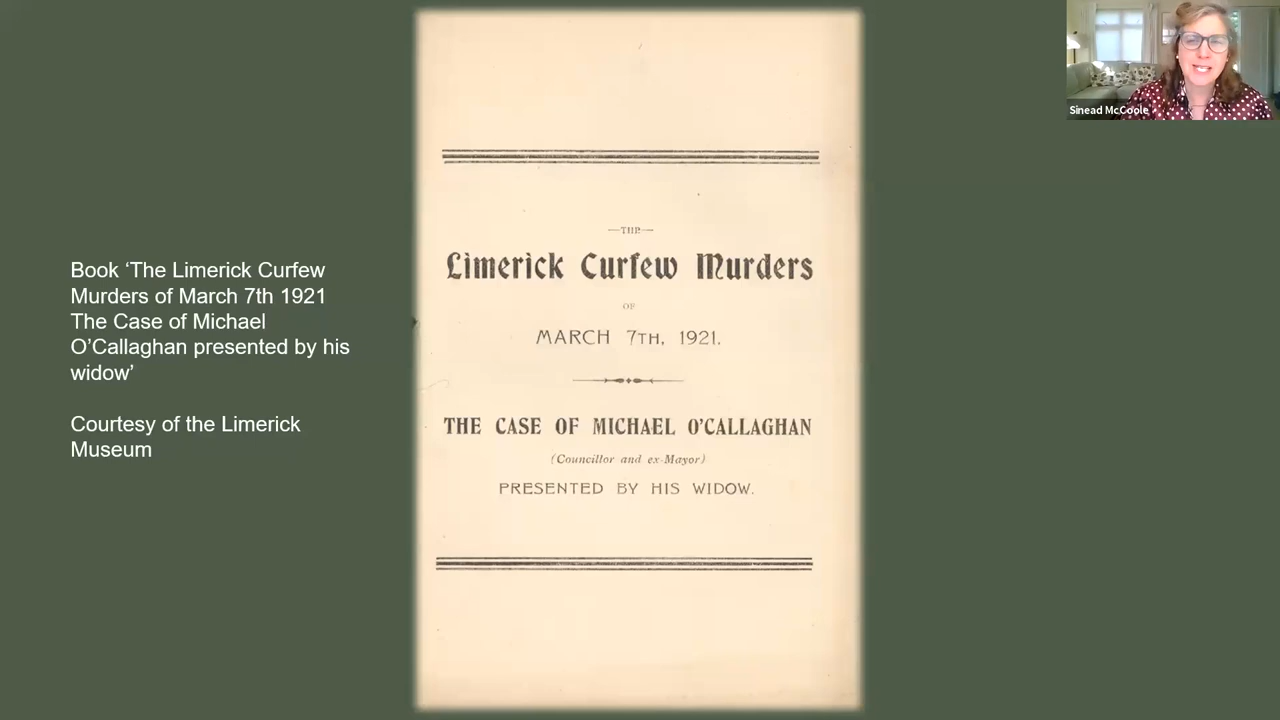 Sinead McCoole
Book ‘The Limerick Curfew
Murders of March 7th 1921
The Case of Michael
O’Callaghan presented by his
widow’
Courtesy of the Limerick
Museum
—THE—
Limerick Curfew Murders
OF
MARCH 7TH, 1921.
THE CASE OF MICHAEL O’CALLAGHAN
(Councillor and ex-Mayor)
PRESENTED BY HIS WIDOW.